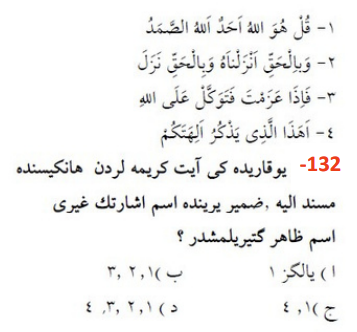 ١- قُلْ هُوَ اللهُ اَحَدٌ اَللهُ الصَّمَدُ
٢- وَبِالْحَقِّ اَنْزَلْنَاهُ وَبِالْحَقِّ نَزَلَ
٣- فَاِذَا عَزَمْتَ فَتَوَكَّلْ عَلَى اللهِ
٤- اَهَذَا الَّذِى يَذْكُرُ اَلِهَتَكُمْ
132- يوقاريده كى آيت كريمه لردن هانكيسنده
مسند اليه ,ضمير يرينده اسم اشارتك غيرى
اسم ظاهر گتيريلمشدر ؟
ا ) يالكز ١ ب )١, ٢, ٣
ج )١, ٤ د )١, ٢, ٣, ٤